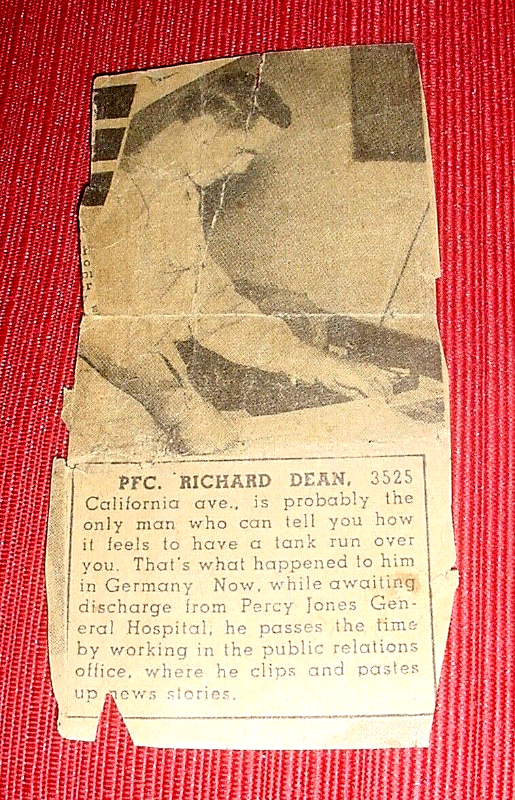 PFC. RICHARD DEAN, 3525
California ave., is probably the
only man who can tell you how
it feels to have a tank run over
you. That's what happened to him
in Germany Now, while awaiting
discharge from Percy Jones Gen-
eral Hospital, he passes the time
by working in the public relations
office, where he clips and pastes
up news stories.